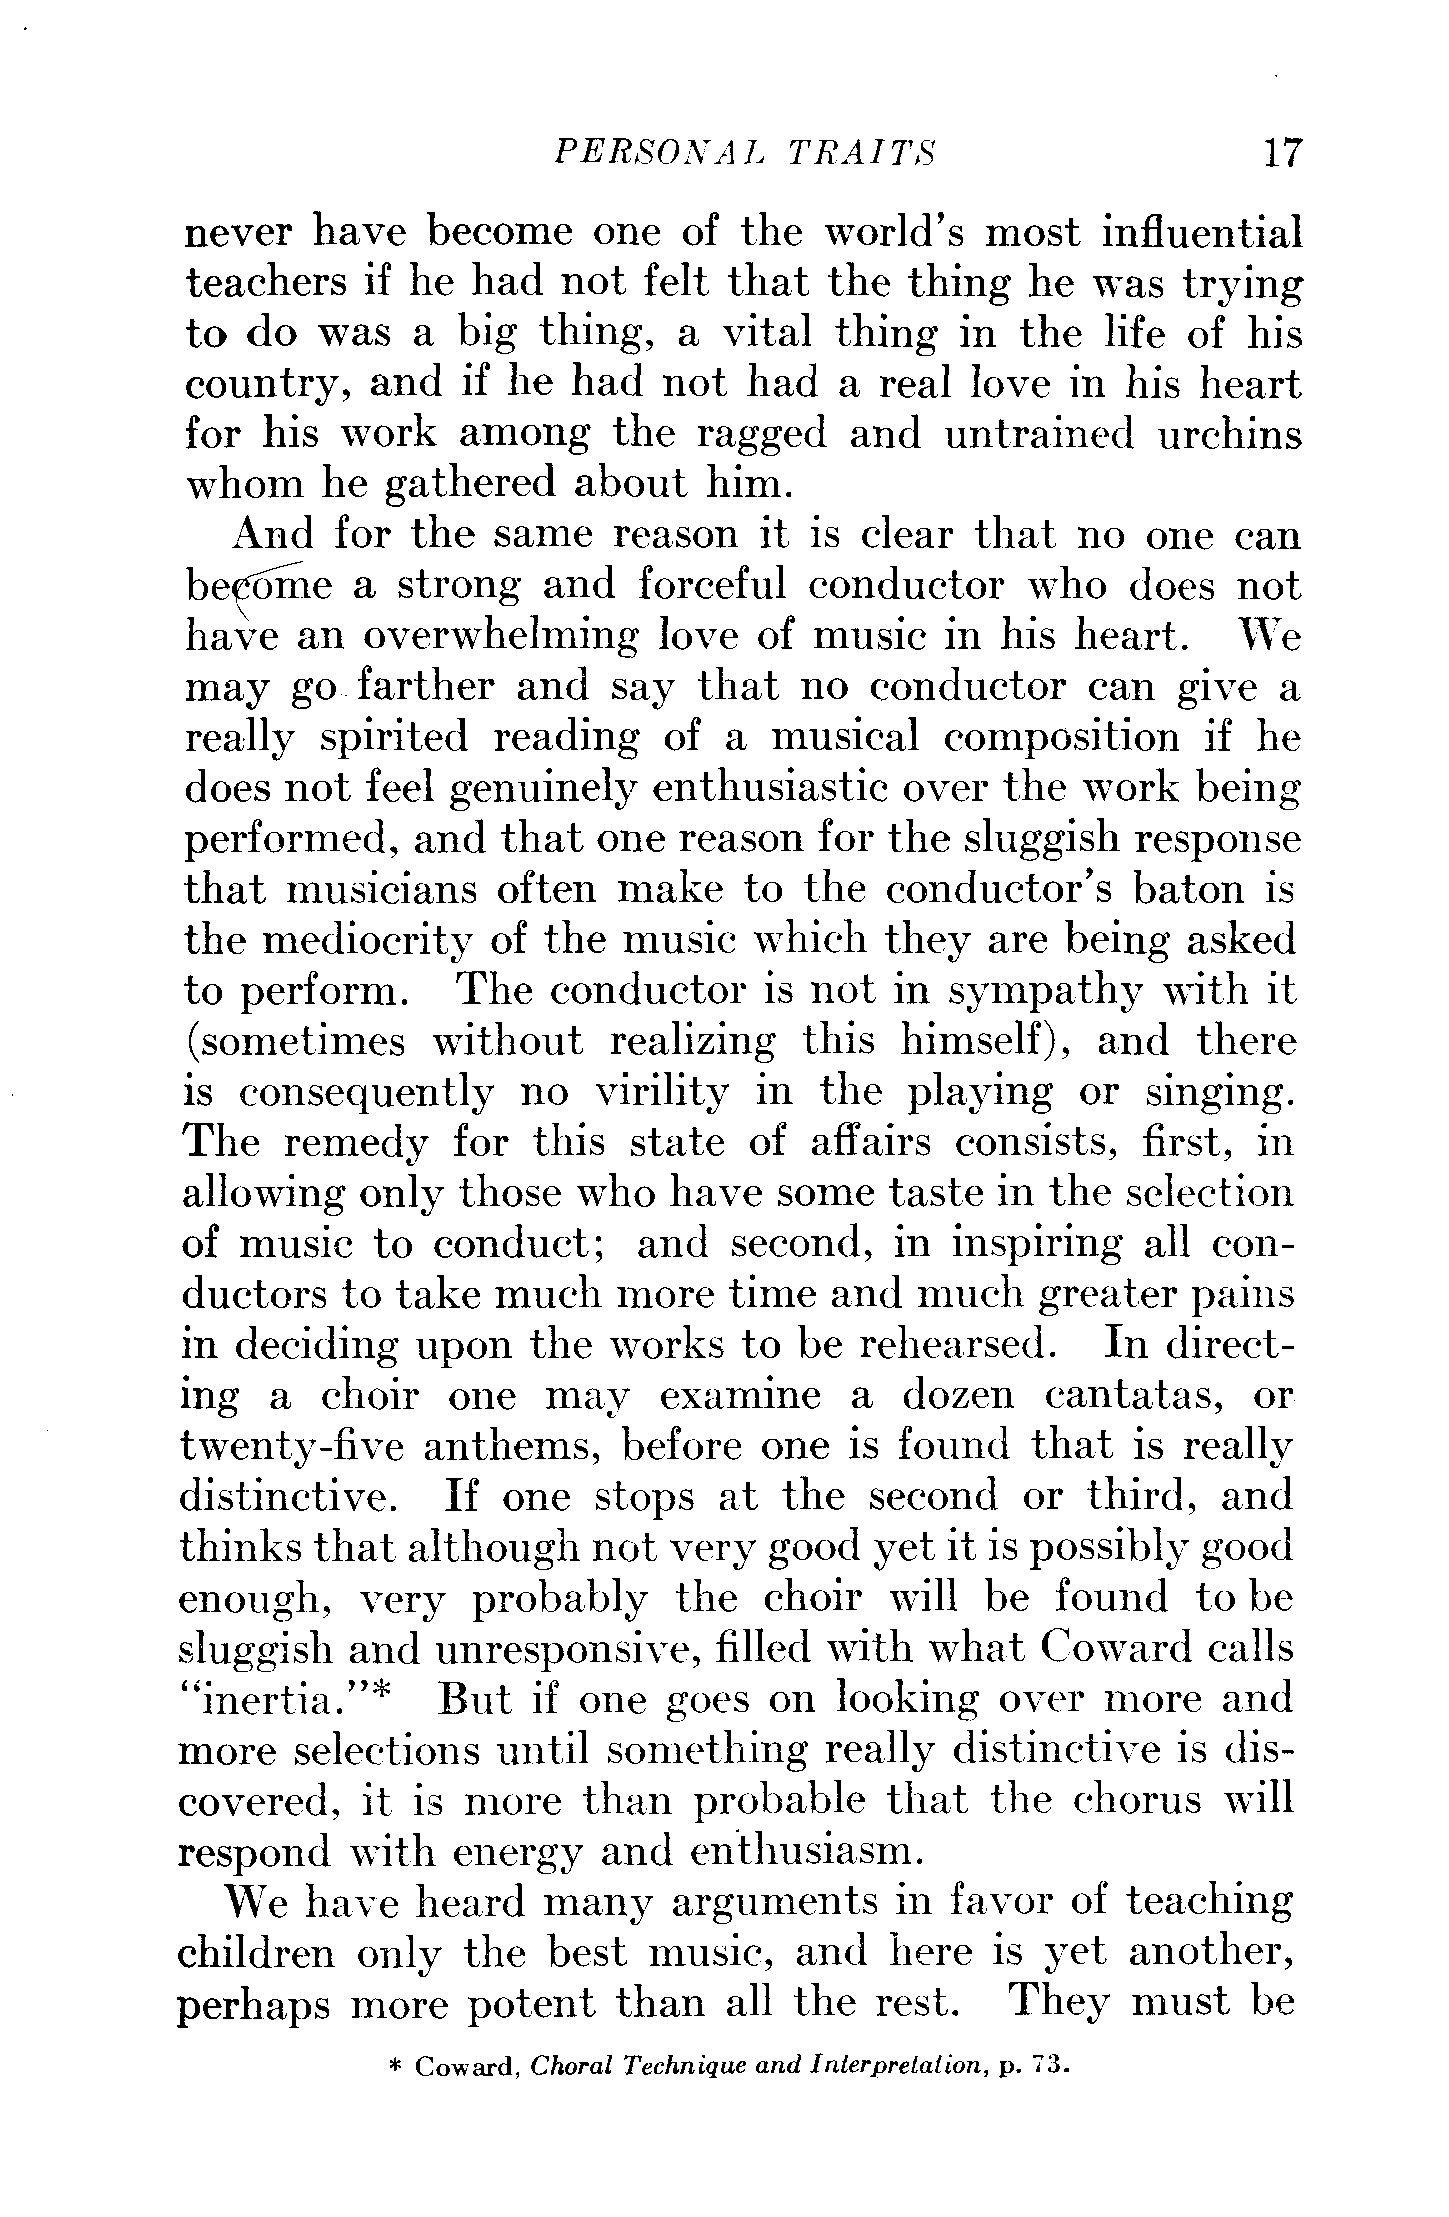 PERSONAL TRAITS 17
never have become one of the world's most influential
teachers if he had not felt that the thing he was trying
to do was a big thing, a vital thing in the life of his
country, and if he had not had a real love in his heart
for his work among the ragged and untrained urchins
whom he gathered about him.
And for the same reason it is clear that no one can
become a strong and forceful conductor who does not
have an overwhelming love of music in his heart. We
may go farther and say that no conductor can give a
really spirited reading of a musical composition if he
does not feel genuinely enthusiastic over the work being
performed, and that one reason for the sluggish response
that musicians often make to the conductor's baton is
the mediocrity of the music which they are being asked
to perform. The conductor is not in sympathy with it
(sometimes without realizing this himself), and there
is consequently no virility in the playing or singing.
The remedy for this state of affairs consists, first, in
allowing only those who have some taste in the selection
of music to conduct; and second, in inspiring all con-
ductors to take much more time and much greater pains
in deciding upon the works to be rehearsed. In direct-
ing a choir one may examine a dozen cantatas, or
twenty-five anthems, before one is found that is really
distinctive. If one stops at the second or third, and
thinks that although not very good yet it is possibly good
enough, very probably the choir will be found to be
sluggish and unresponsive, filled with what Coward calls
"inertia."* But if one goes on looking over more and
more selections until something really distinctive is dis-
covered, it is more than probable that the chorus will
respond with energy and enthusiasm.
We have heard many arguments in favor of teaching
children only the best music, and here is yet another,
perhaps more potent than all the rest. They must be
* Coward, Choral Technique and Interpretation, p. 73.